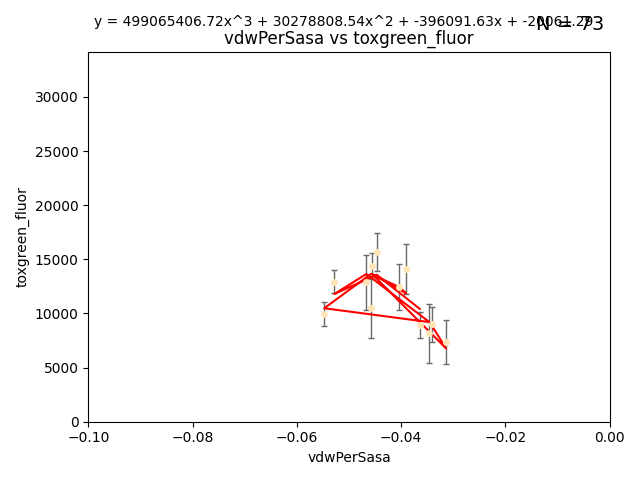 y = 499065406.72x^3 + 30278808.54x^2 + -396091.63x + -20061.29
N = 73
vdwPerSasa vs toxgreen_fluor
toxgreen_fluor
30000
25000
20000
15000
10000
5000
0
−0.10
−0.08
−0.06
−0.04
−0.02
0.00
vdwPerSasa